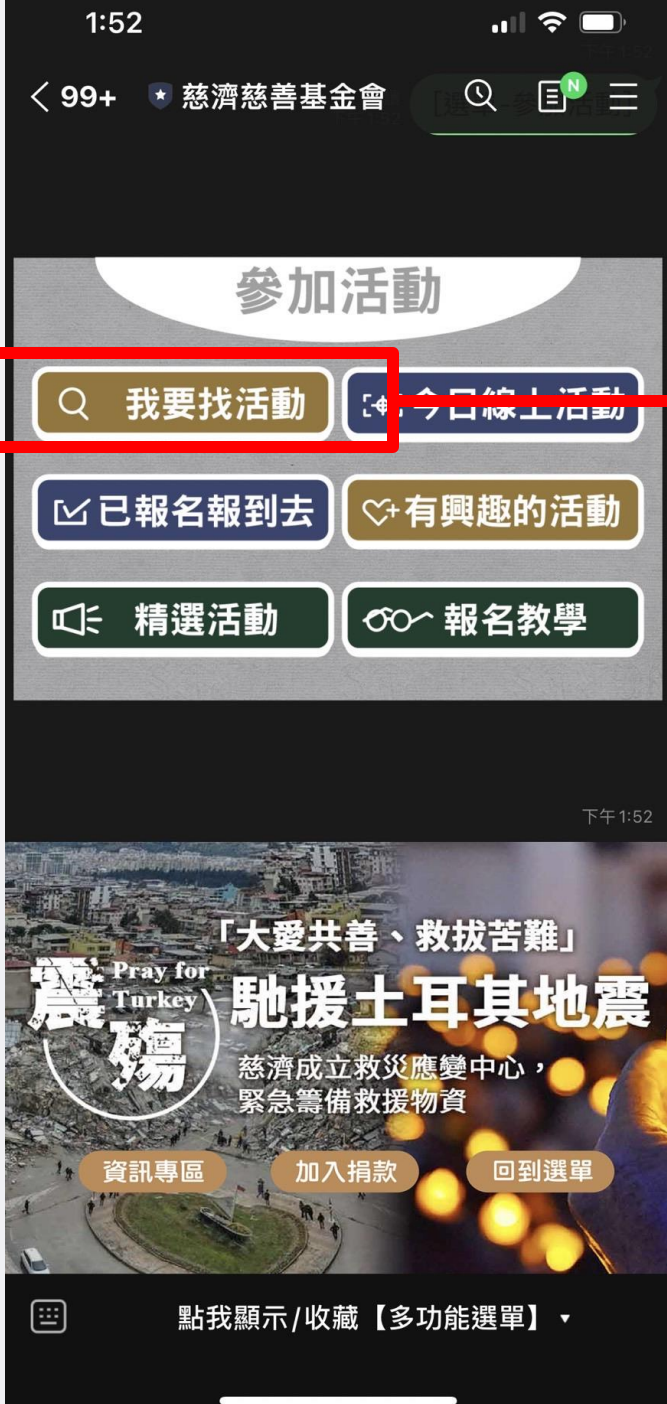 1:52
下午1:52
99+ 慈濟慈善基金會 N
參加活動
我要找活動 今日線上活動
已報名報到去 有興趣的活動
精選活動 報名教學
下午1:52
「大愛共善、救拔苦難」
震殤 Pray for
Turkey
馳援土耳其地震
慈濟成立救災應變中心，
緊急籌備救援物資
資訊專區 加入捐款 回到選單
點我顯示/收藏【多功能選單】